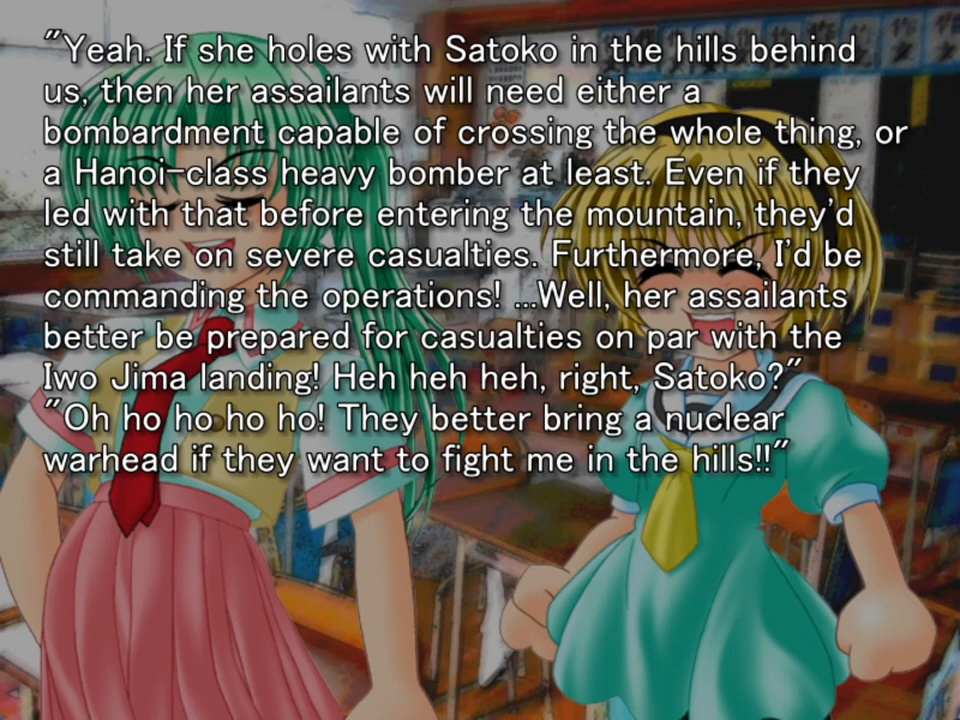 "Yeah. If she holes with Satoko in the hills behind
us, then her assailants will need either a
bombardment capable of crossing the whole thing, or
a Hanoi-class heavy bomber at least. Even if they
led with that before entering the mountain, they'd
still take on severe casualties. Furthermore, I'd be
commanding the operations! ...Well, her assailants
better be prepared for casualties on par with the
Iwo Jima landing! Heh heh heh, right, Satoko?"
"Oh ho ho ho ho! They better bring a nuclear
warhead if they want to fight me in the hills!!"